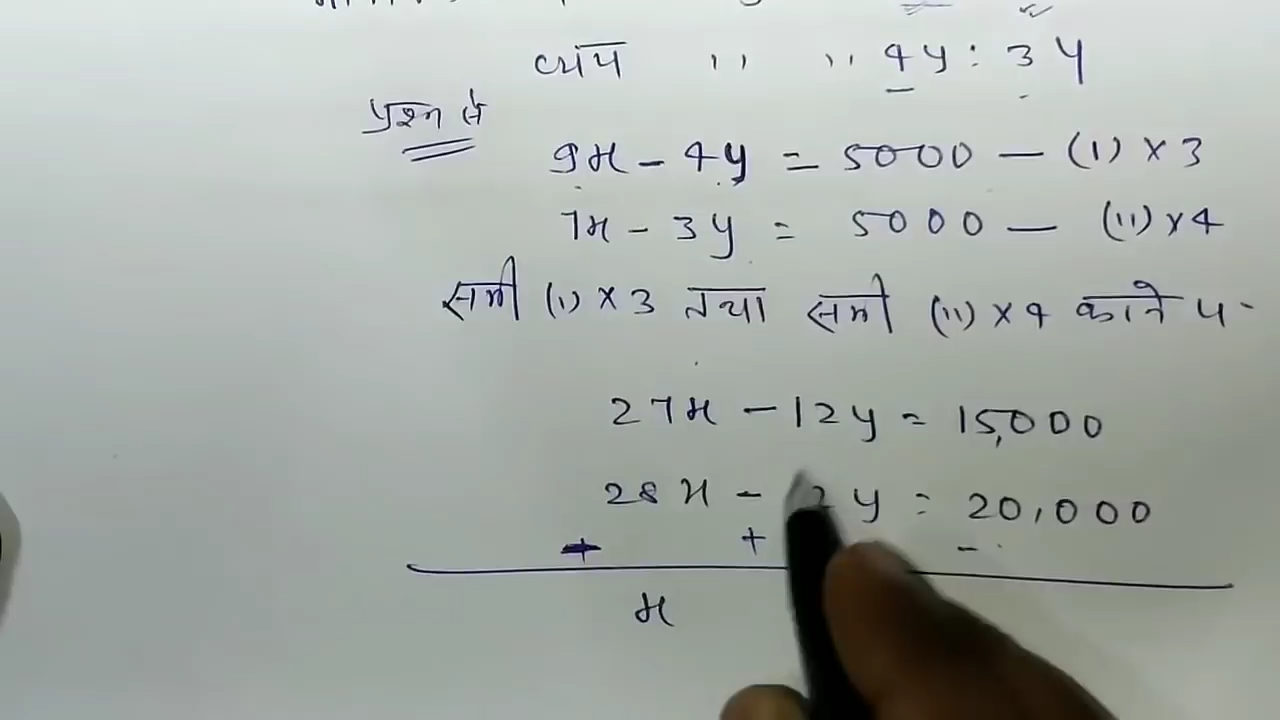 व्यय '' '' 4y : 3y
प्रश्न से
9x - 4y = 5000 — (I) × 3
7x - 3y = 5000 — (II) × 4
समी (I) × 3 तथा समी (II) × 4 करने प
27x - 12y = 15,000
28x - 12y = 20,000
+ + -
x